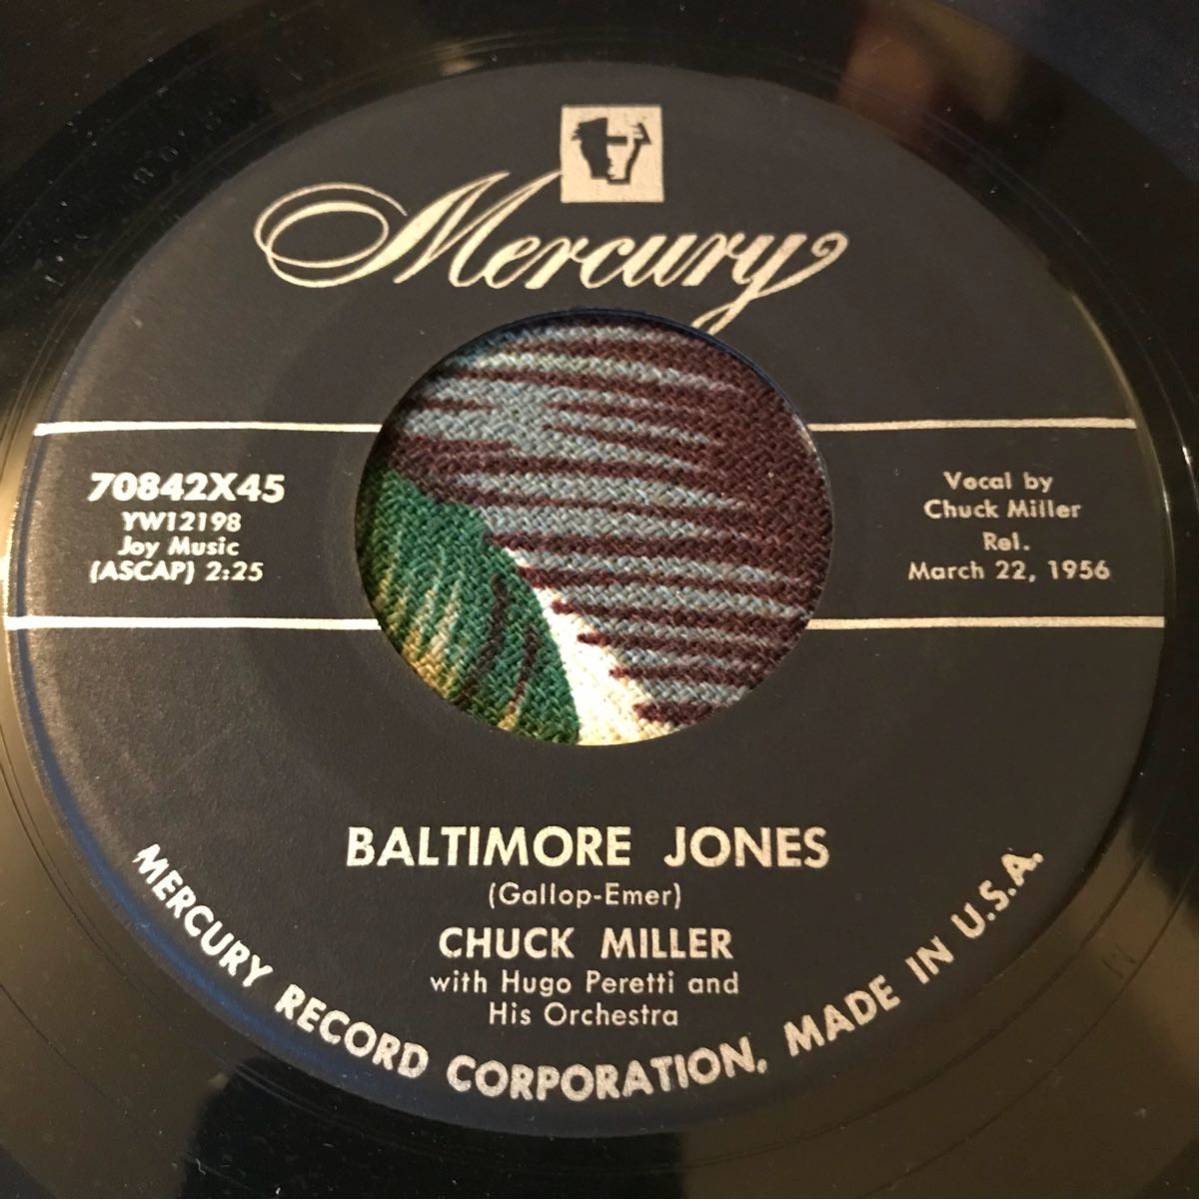 Mercury
70842X45
YW12198
Joy Music
(ASCAP) 2:25
Vocal by
Chuck Miller
Rel.
March 22, 1956
BALTIMORE JONES
(Gallop-Emer)
CHUCK MILLER
with Hugo Peretti and
His Orchestra
MERCURY RECORD CORPORATION, MADE IN U.S.A.